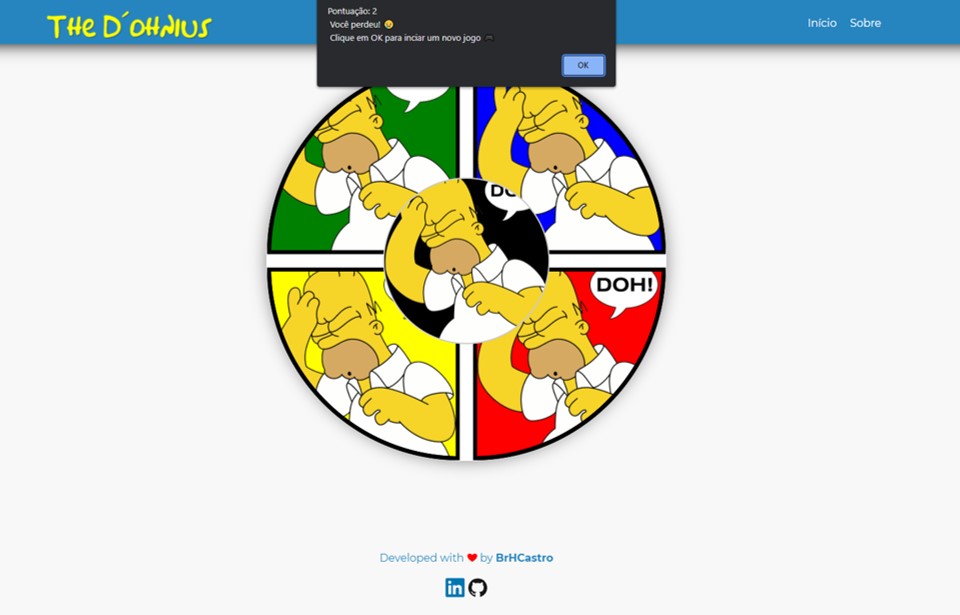 THE D´OHNIUS
Pontuação: 2
Você perdeu! 😉
Clique em OK para inciar um novo jogo 🎮
OK
Início Sobre
DOH!
Developed with ❤ by BrHCastro
in